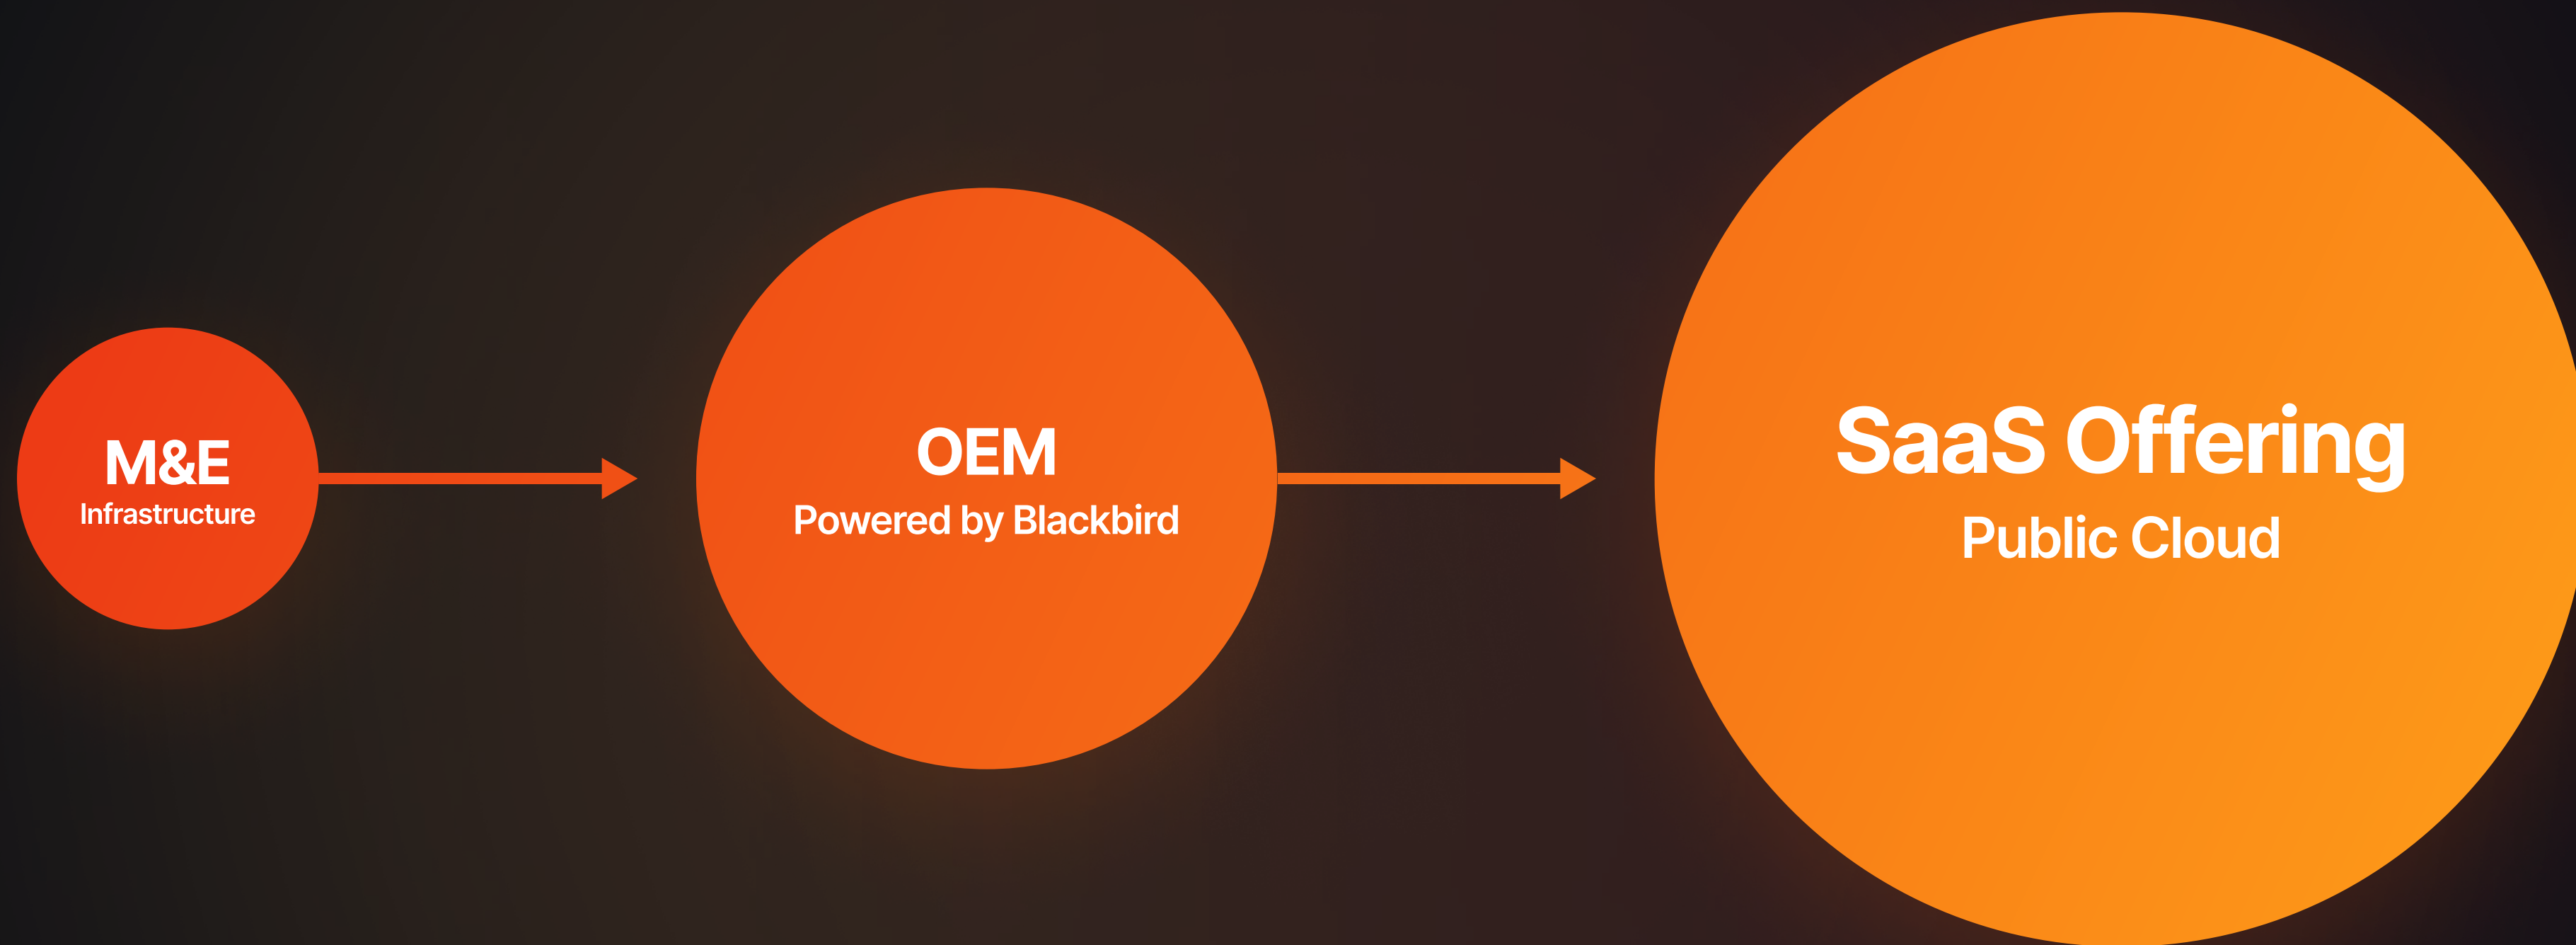 M&E
Infrastructure
OEM
Powered by Blackbird
SaaS Offering
Public Cloud